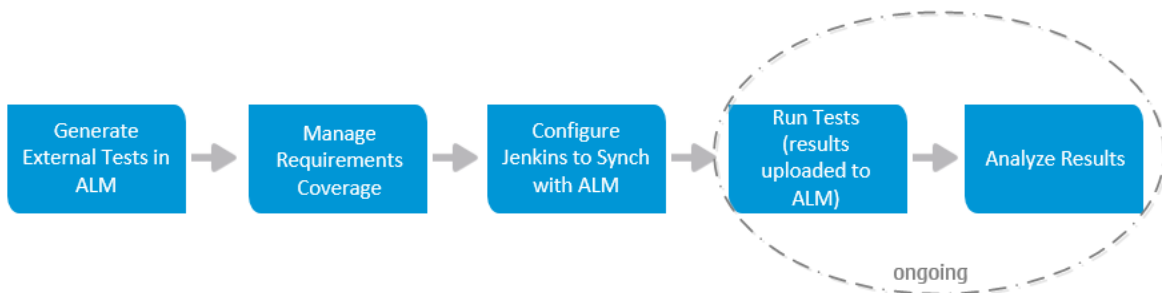 Generate
External Tests in
ALM
Manage
Requirements
Coverage
Configure
Jenkins to Synch
with ALM
Run Tests
(results
uploaded to
ALM)
Analyze Results
ongoing